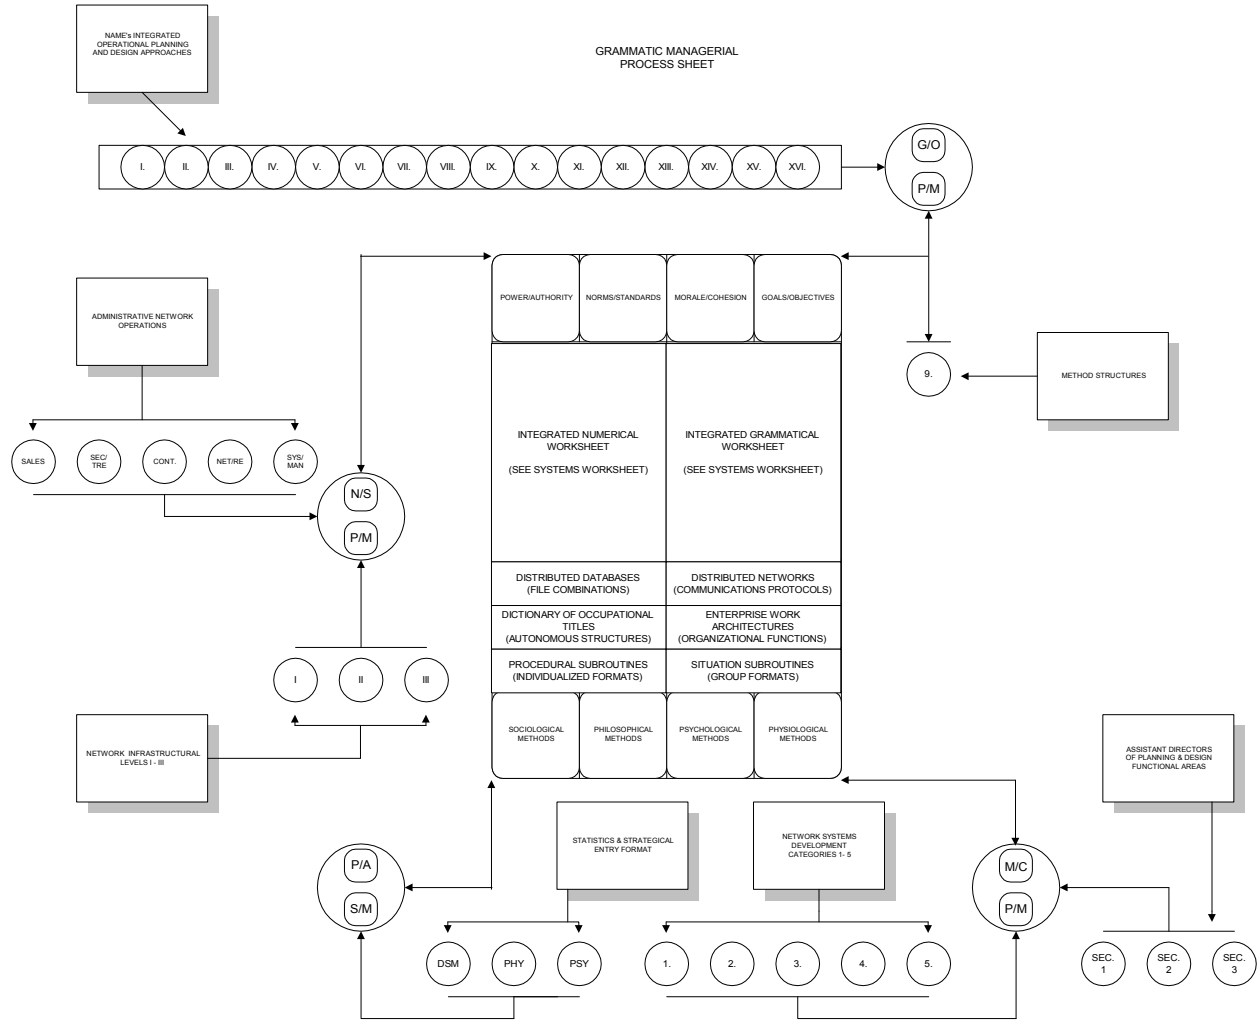 NAME's INTEGRATED
OPERATIONAL PLANNING
AND DESIGN APPROACHES
GRAMMATIC MANAGERIAL
PROCESS SHEET
I.
II.
III.
IV.
V.
VI.
VII.
VIII.
IX.
X.
XI.
XII.
XIII.
XIV.
XV.
XVI.
G/O
P/M
ADMINISTRATIVE NETWORK
OPERATIONS
POWER/AUTHORITY
NORMS/STANDARDS
MORALE/COHESION
GOALS/OBJECTIVES
9.
METHOD STRUCTURES
SALES
SEC/
TRE
CONT.
NET/RE
SYS/
MAN
N/S
P/M
INTEGRATED NUMERICAL
WORKSHEET
(SEE SYSTEMS WORKSHEET)
INTEGRATED GRAMMATICAL
WORKSHEET
(SEE SYSTEMS WORKSHEET)
DISTRIBUTED DATABASES
(FILE COMBINATIONS)
DISTRIBUTED NETWORKS
(COMMUNICATIONS PROTOCOLS)
DICTIONARY OF OCCUPATIONAL
TITLES
(AUTONOMOUS STRUCTURES)
ENTERPRISE WORK
ARCHITECTURES
(ORGANIZATIONAL FUNCTIONS)
PROCEDURAL SUBROUTINES
(INDIVIDUALIZED FORMATS)
SITUATION SUBROUTINES
(GROUP FORMATS)
I
II
III
NETWORK INFRASTRUCTURAL
LEVELS I - III
SOCIOLOGICAL
METHODS
PHILOSOPHICAL
METHODS
PSYCHOLOGICAL
METHODS
PHYSIOLOGICAL
METHODS
ASSISTANT DIRECTORS
OF PLANNING & DESIGN
FUNCTIONAL AREAS
STATISTICS & STRATEGICAL
ENTRY FORMAT
NETWORK SYSTEMS
DEVELOPMENT
CATEGORIES 1- 5
P/A
S/M
M/C
P/M
DSM
PHY
PSY
1.
2.
3.
4.
5.
SEC.
1
SEC.
2
SEC.
3